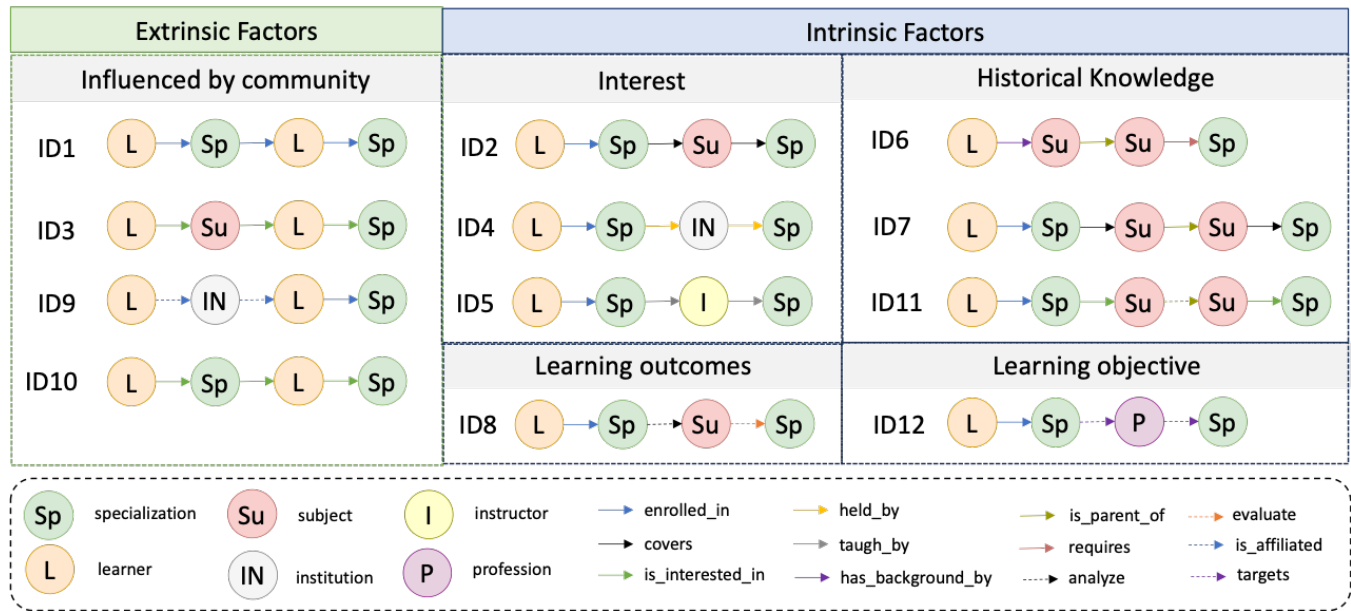 Extrinsic Factors
Intrinsic Factors
Influenced by community
Interest
Historical Knowledge
ID1 L Sp L Sp
ID3 L Su L Sp
ID9 L IN L Sp
ID10 L Sp L Sp
ID2 L Sp Su Sp
ID4 L Sp IN Sp
ID5 L Sp I Sp
ID6 L Su Su Sp
ID7 L Sp Su Su Sp
ID11 L Sp Su Su Sp
Learning outcomes
ID8 L Sp Su Sp
Learning objective
ID12 L Sp P Sp
Sp specialization
Su subject
I instructor
L learner
IN institution
P profession
enrolled_in
covers
is_interested_in
held_by
taugh_by
has_background_by
is_parent_of
requires
analyze
evaluate
is_affiliated
targets